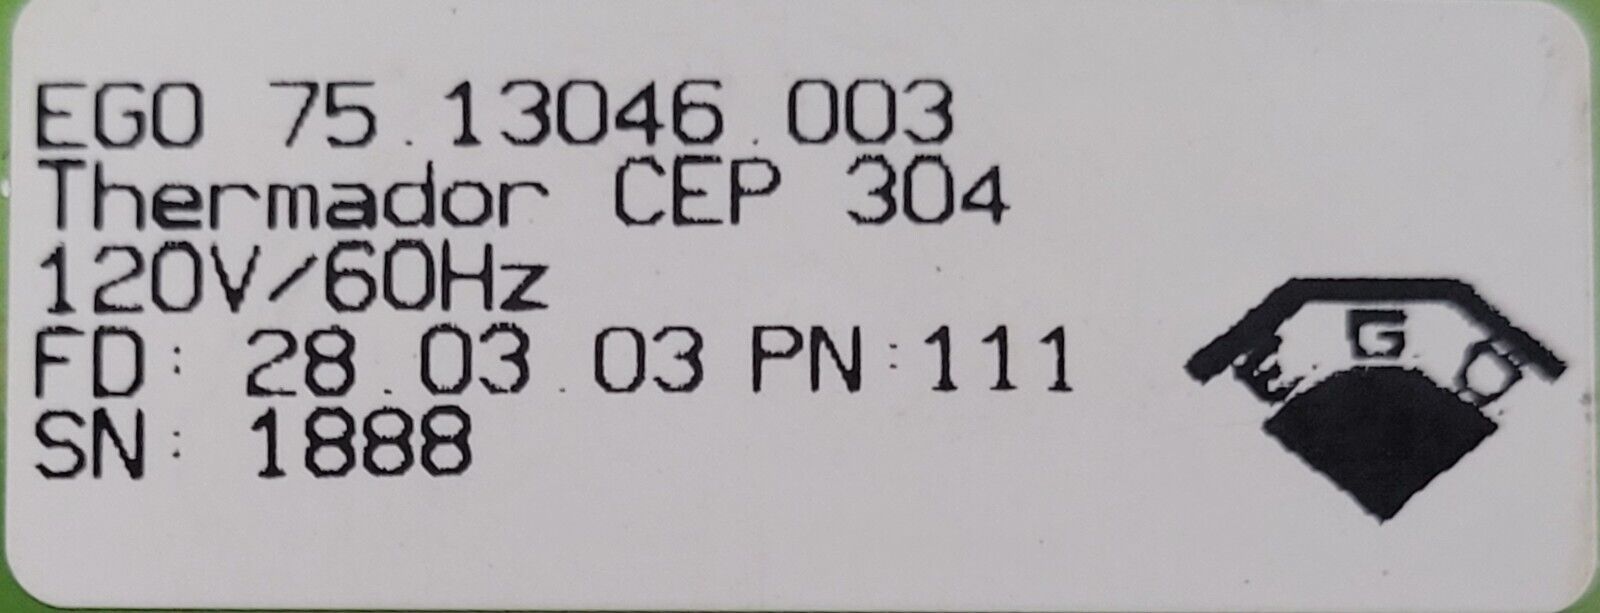 EGO 75.13046.003
Thermador CEP 304
120V/60Hz
FD: 28.03.03 PN:111
SN: 1888
EGO